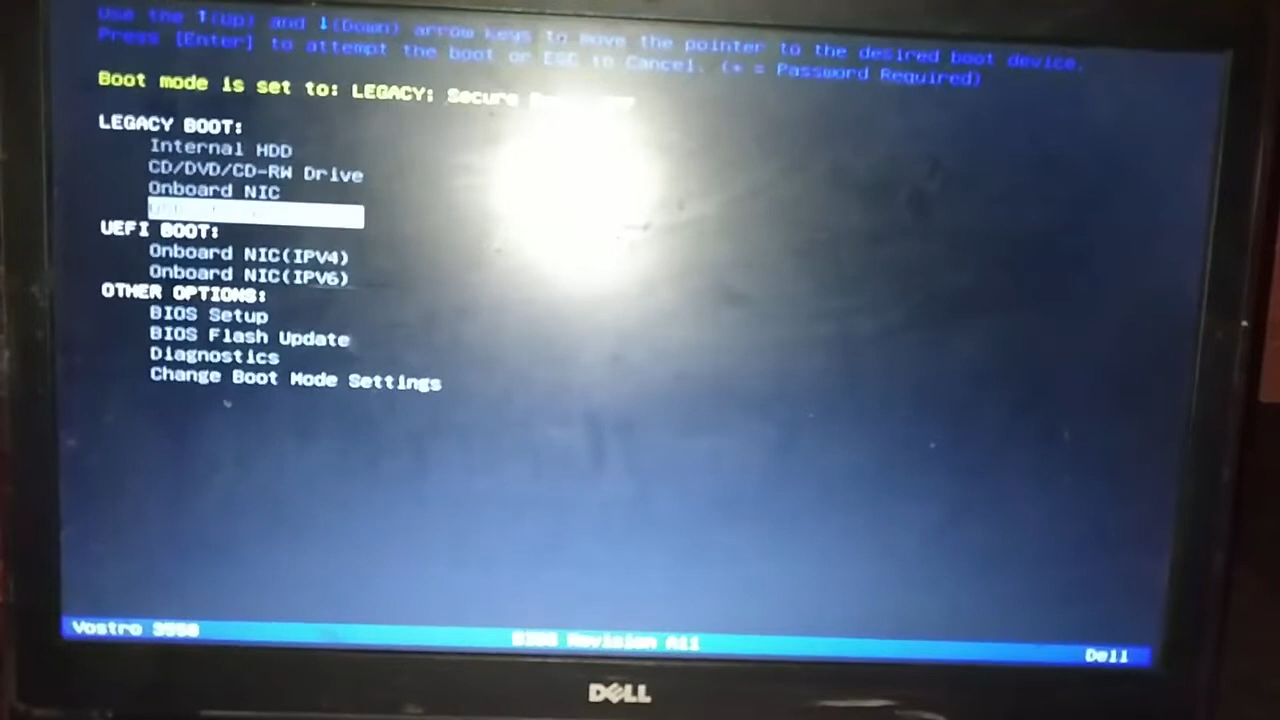 Use the ↑(Up) and ↓(Down) arrow keys to move the pointer to the desired boot device.
Press [Enter] to attempt the boot or ESC to Cancel. (* = Password Required)
Boot mode is set to: LEGACY; Secure
LEGACY BOOT:
Internal HDD
CD/DVD/CD-RW Drive
Onboard NIC
UEFI BOOT:
Onboard NIC(IPV4)
Onboard NIC(IPV6)
OTHER OPTIONS:
BIOS Setup
BIOS Flash Update
Diagnostics
Change Boot Mode Settings
Vostro
BIOS Revision A11
Dell
DELL